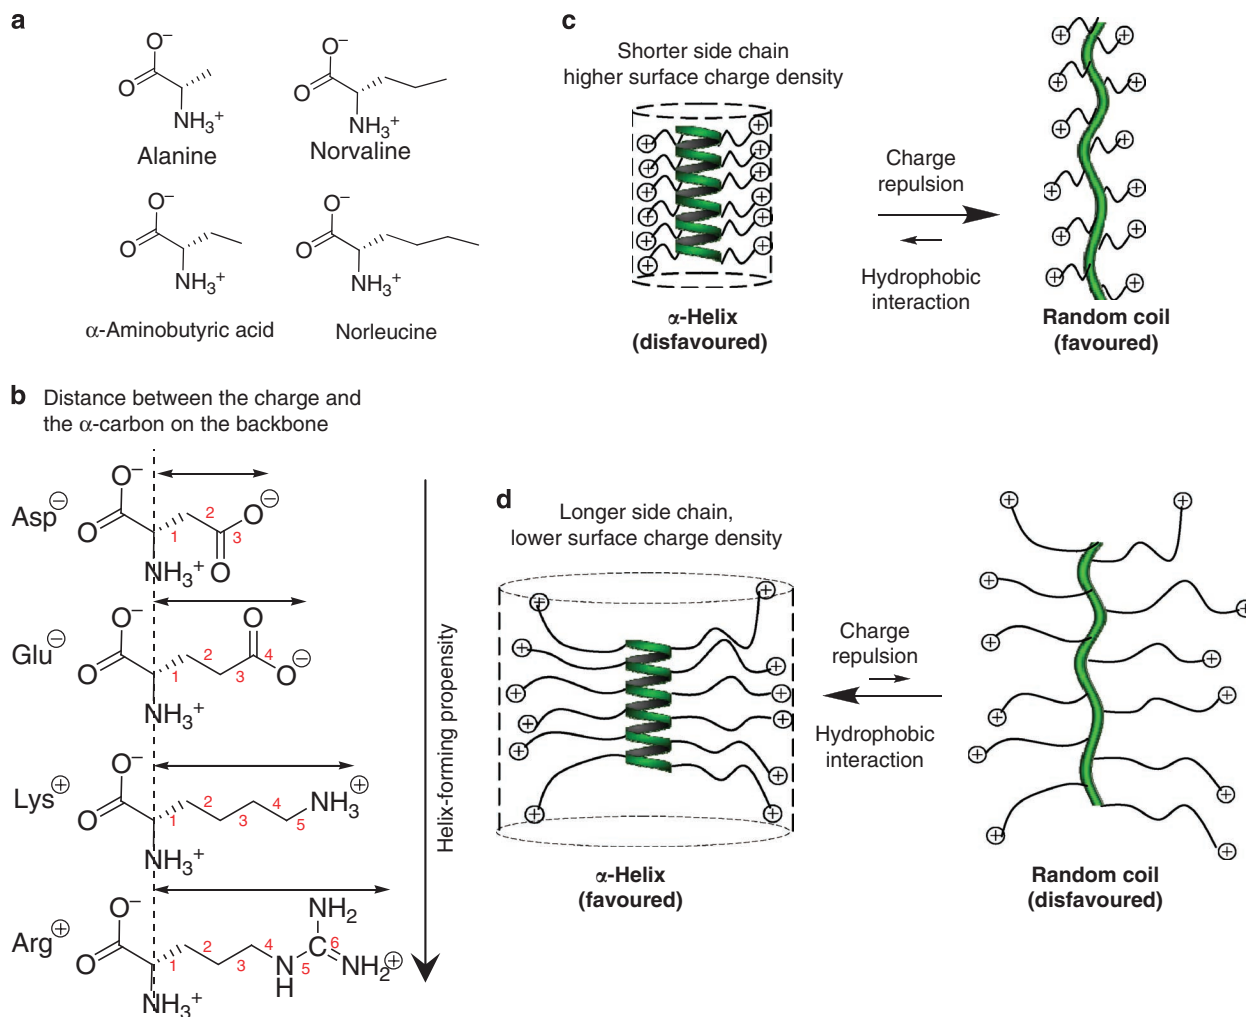 a
O⁻
O
NH₃⁺
Alanine
O⁻
O
NH₃⁺
Norvaline
O⁻
O
NH₃⁺
α-Aminobutyric acid
O⁻
O
NH₃⁺
Norleucine
b Distance between the charge and
the α-carbon on the backbone
Asp⊖
O⁻
O
1
2
3
O⊖
O
NH₃⁺
Glu⊖
O⁻
O
1
2
3
4
O
O⊖
NH₃⁺
Lys⊕
O⁻
O
1
2
3
4
5
NH₃⊕
NH₃⁺
Arg⊕
O⁻
O
1
2
3
4
N
H
5
C
6
NH₂
NH₂⊕
NH₃⁺
Helix-forming propensity
c
Shorter side chain
higher surface charge density
+ + + + + + + + + + + + +
Charge
repulsion
Hydrophobic
interaction
α-Helix
(disfavoured)
+ + + + + + + + + + + +
Random coil
(favoured)
d
Longer side chain,
lower surface charge density
+ + + + + + + + + + + +
Charge
repulsion
Hydrophobic
interaction
α-Helix
(favoured)
+ + + + + + + + + + + +
Random coil
(disfavoured)